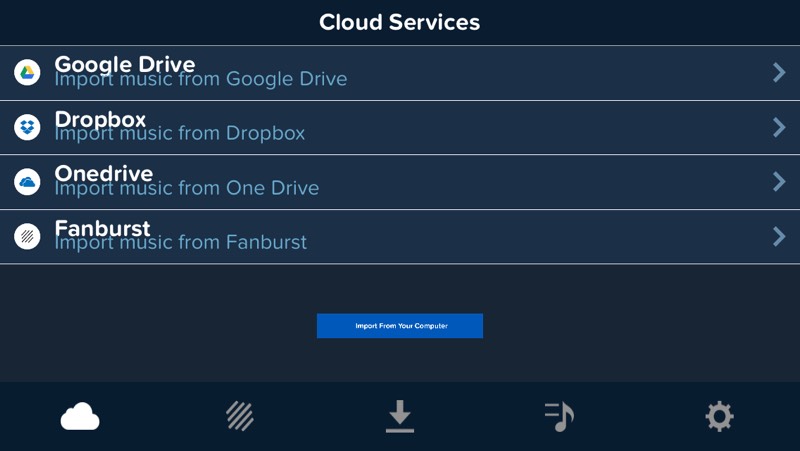 Cloud Services
Google Drive
Import music from Google Drive
Dropbox
Import music from Dropbox
Onedrive
Import music from One Drive
Fanburst
Import music from Fanburst
Import From Your Computer